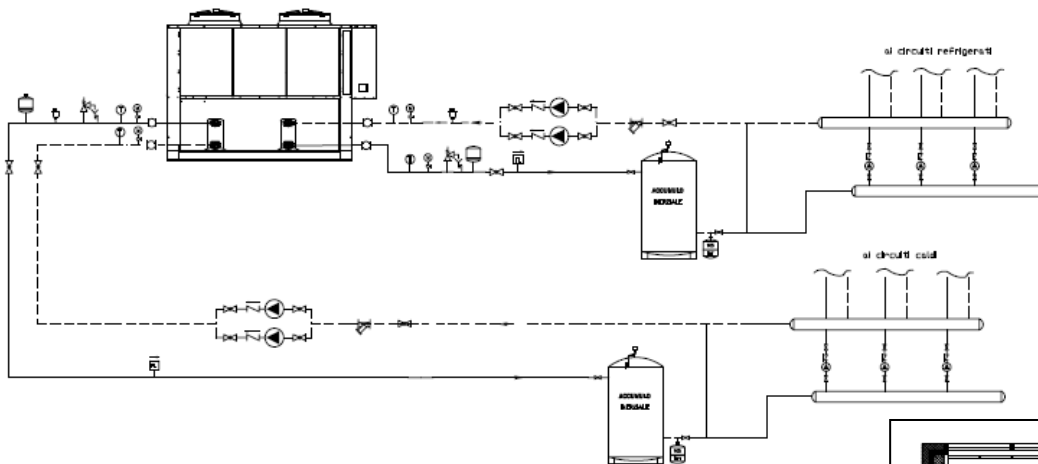 ai circuiti refrigerati
ACCUMULO
INERZIALE
ai circuiti caldi
ACCUMULO
INERZIALE